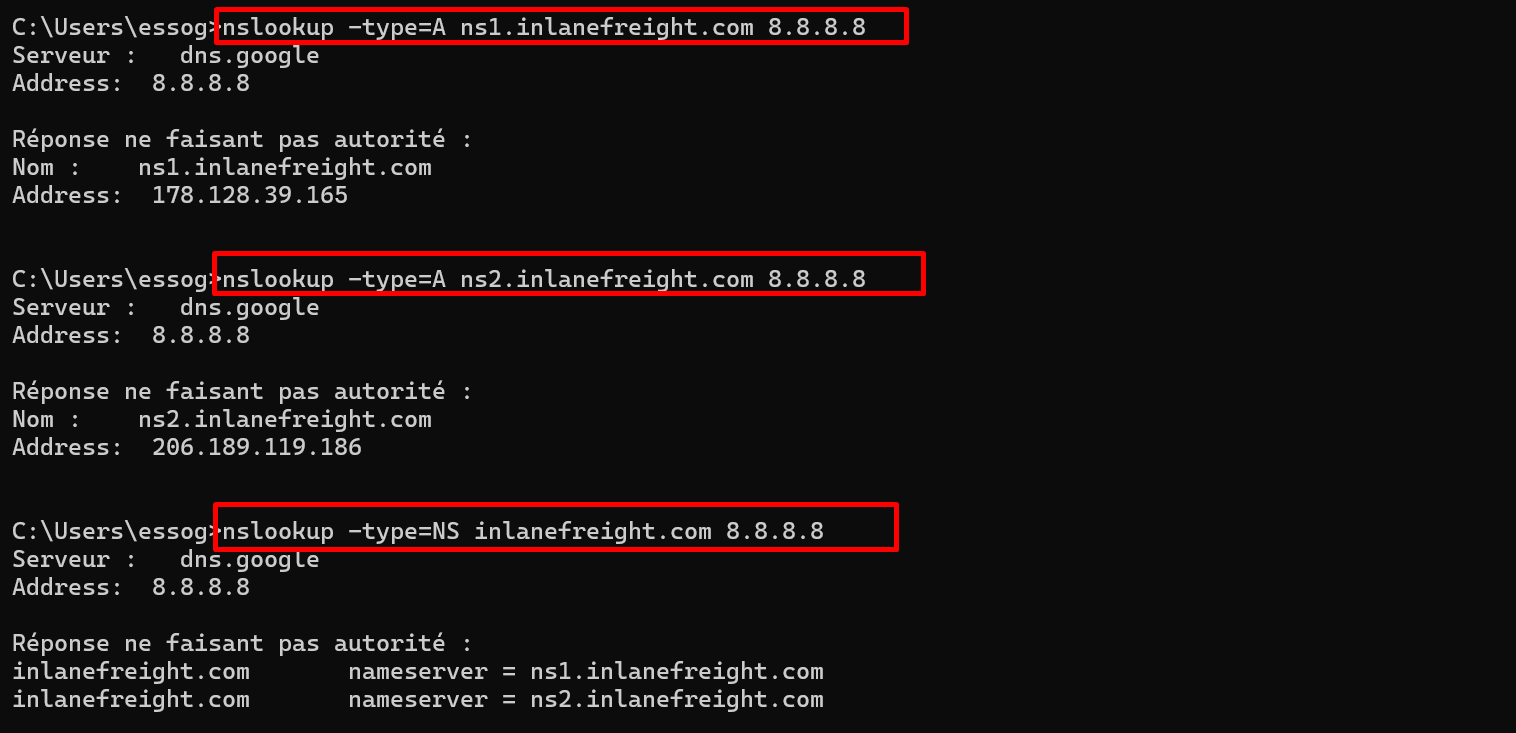 C:\Users\essog>nslookup -type=A ns1.inlanefreight.com 8.8.8.8
Serveur :   dns.google
Address:  8.8.8.8
Réponse ne faisant pas autorité :
Nom :    ns1.inlanefreight.com
Address:  178.128.39.165
C:\Users\essog>nslookup -type=A ns2.inlanefreight.com 8.8.8.8
Serveur :   dns.google
Address:  8.8.8.8
Réponse ne faisant pas autorité :
Nom :    ns2.inlanefreight.com
Address:  206.189.119.186
C:\Users\essog>nslookup -type=NS inlanefreight.com 8.8.8.8
Serveur :   dns.google
Address:  8.8.8.8
Réponse ne faisant pas autorité :
inlanefreight.com       nameserver = ns1.inlanefreight.com
inlanefreight.com       nameserver = ns2.inlanefreight.com